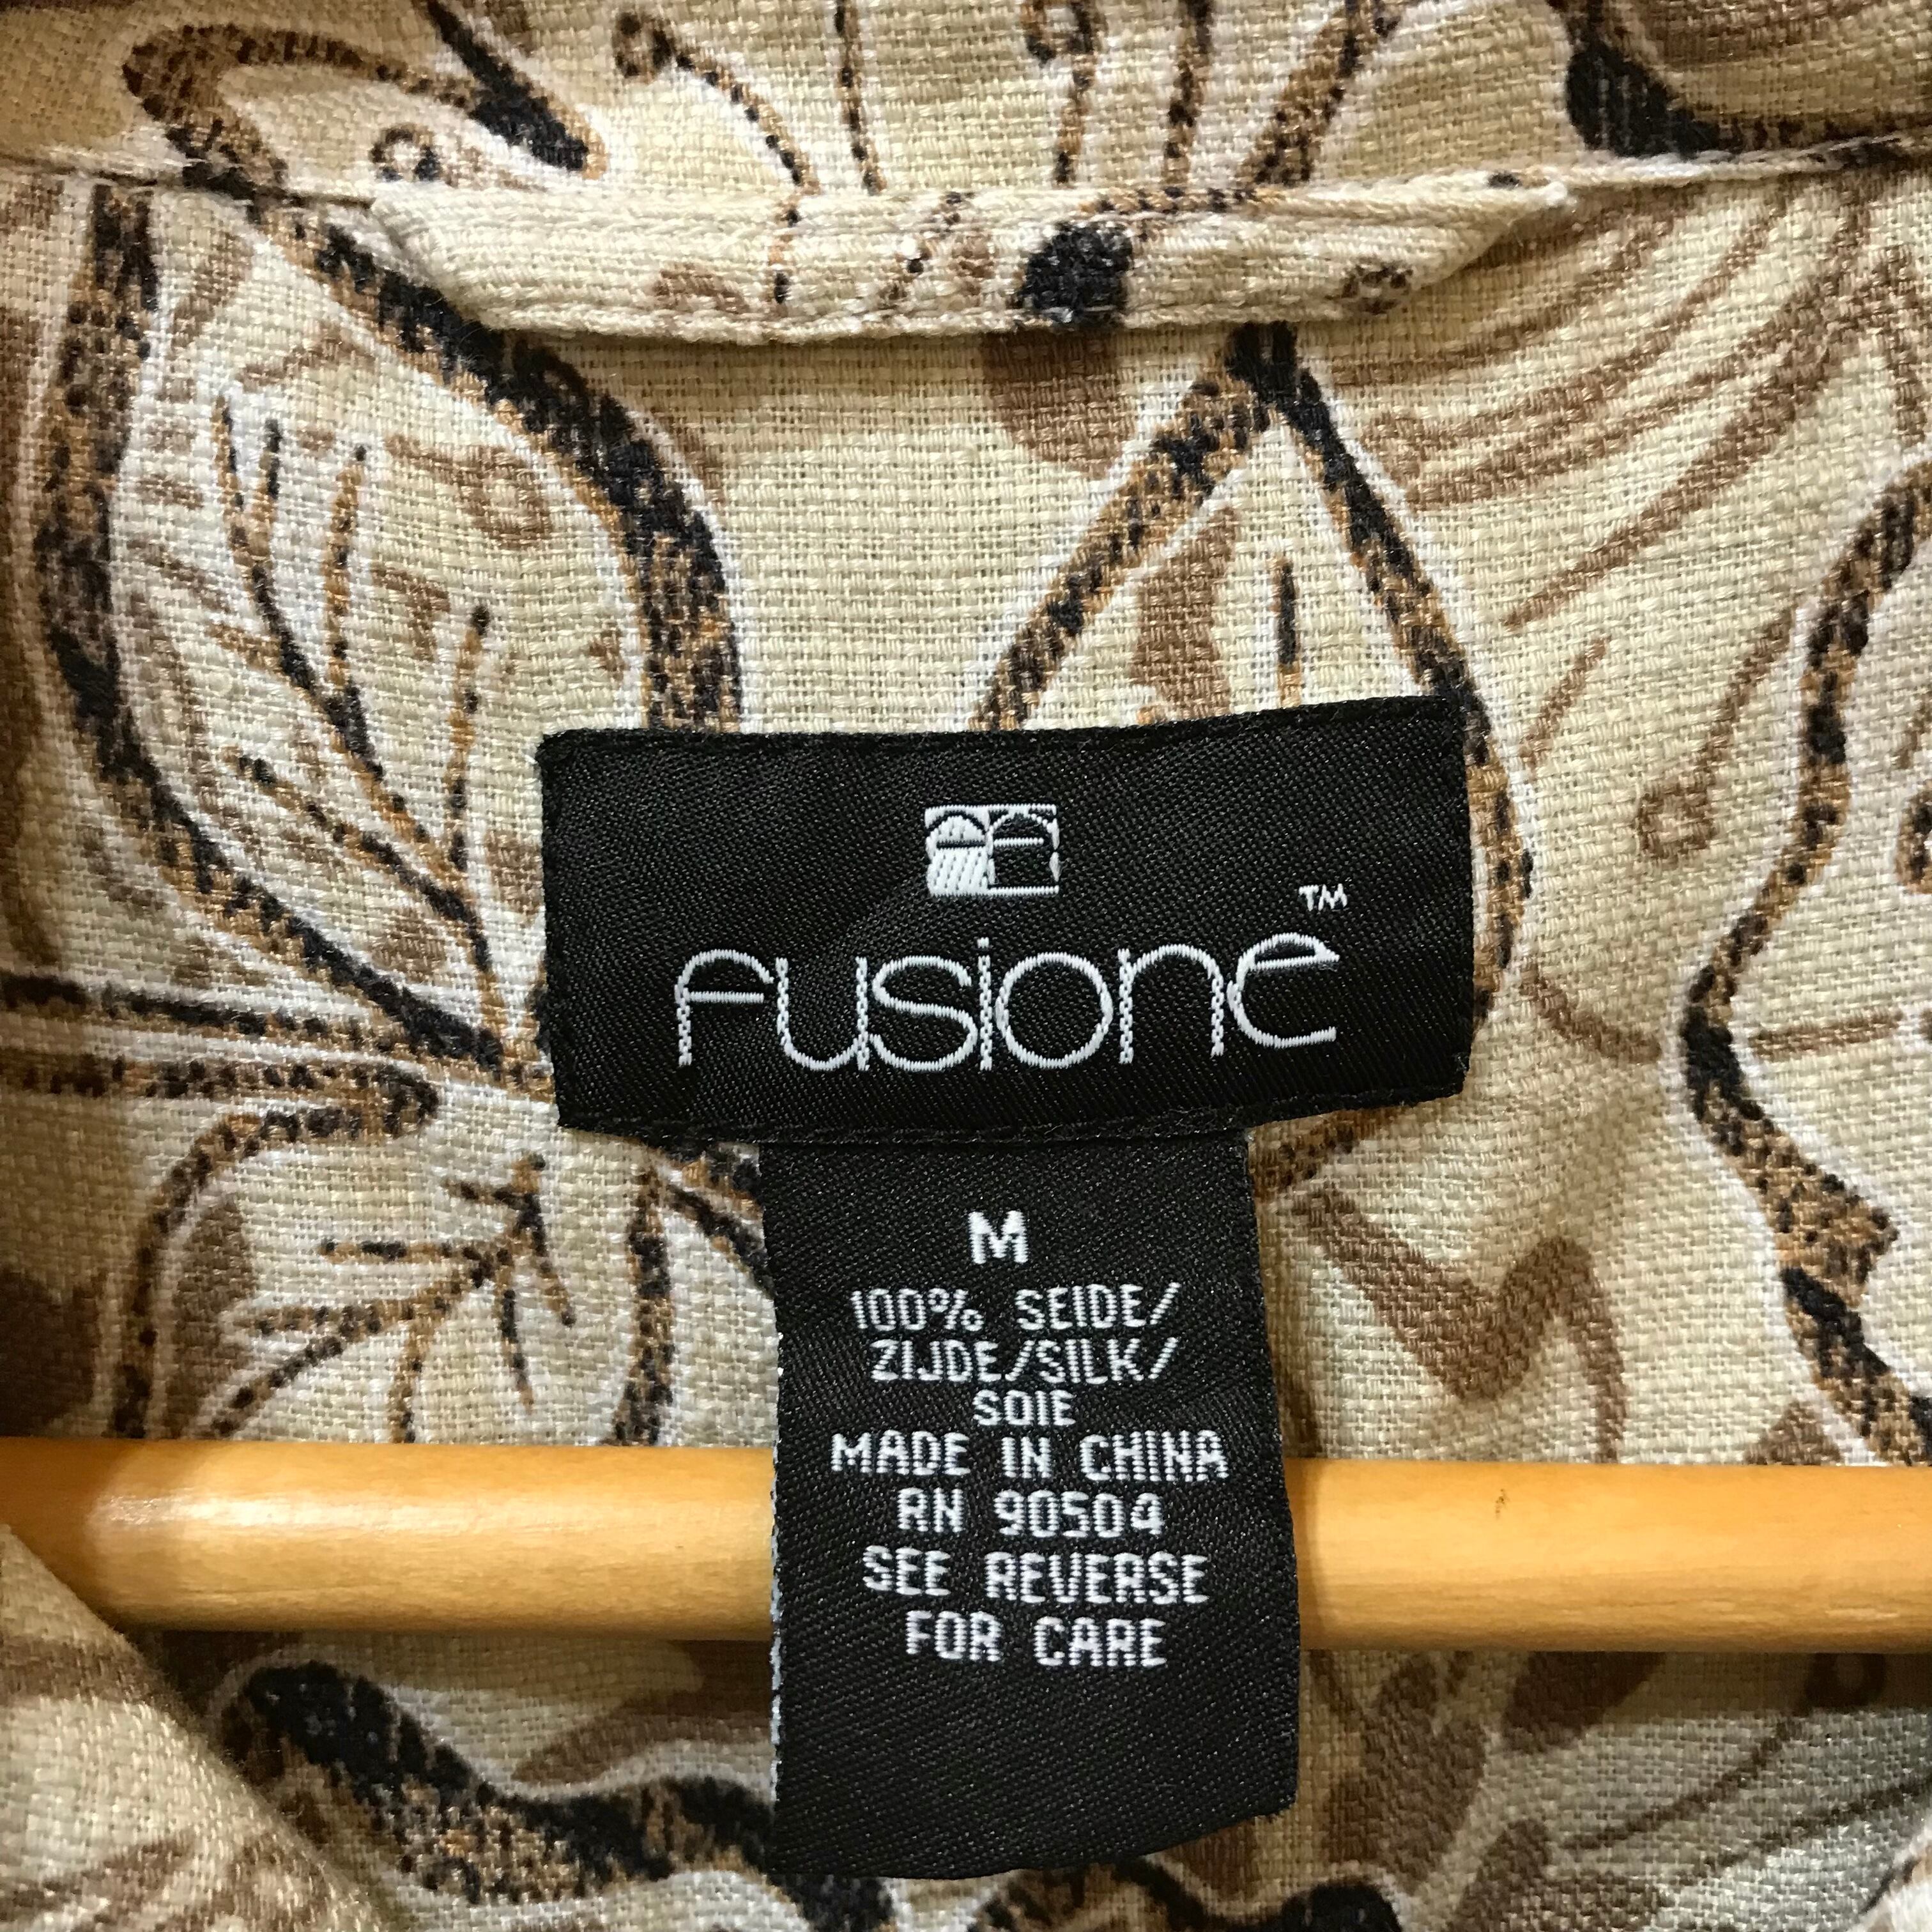 fusione™
M
100% SEIDE/
ZIJDE/SILK/
SOIE
MADE IN CHINA
RN 90504
SEE REVERSE
FOR CARE